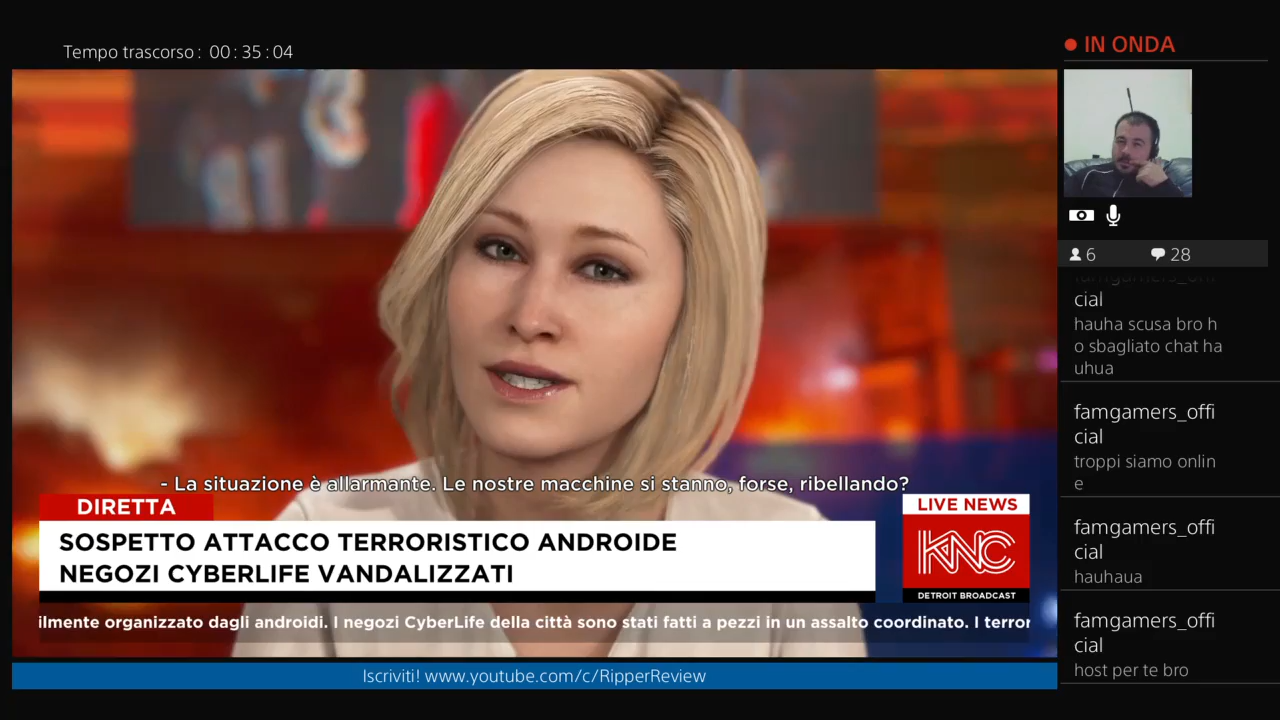 Tempo trascorso: 00:35:04
IN ONDA
6
28
cial
hauha scusa bro h
o sbagliato chat ha
uhua
famgamers_offi
cial
troppi siamo onlin
e
famgamers_offi
cial
hauhaua
famgamers_offi
cial
host per te bro
- La situazione è allarmante. Le nostre macchine si stanno, forse, ribellando?
DIRETTA
SOSPETTO ATTACCO TERRORISTICO ANDROIDE
NEGOZI CYBERLIFE VANDALIZZATI
LIVE NEWS
KNC
DETROIT BROADCAST
ilmente organizzato dagli androidi. I negozi CyberLife della città sono stati fatti a pezzi in un assalto coordinato. I terror
Iscriviti! www.youtube.com/c/RipperReview